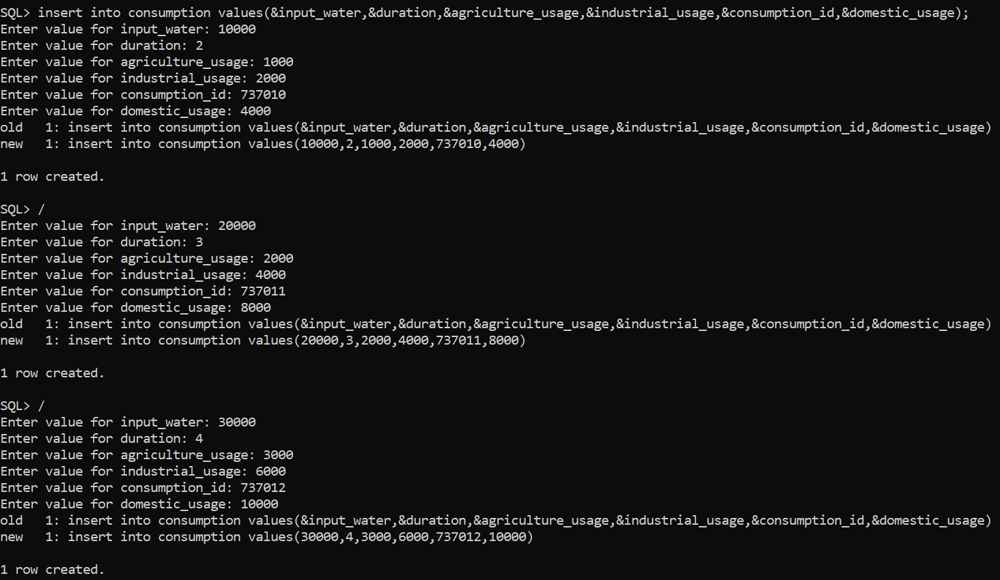 SQL> insert into consumption values(&input_water,&duration,&agriculture_usage,&industrial_usage,&consumption_id,&domestic_usage);
Enter value for input_water: 10000
Enter value for duration: 2
Enter value for agriculture_usage: 1000
Enter value for industrial_usage: 2000
Enter value for consumption_id: 737010
Enter value for domestic_usage: 4000
old   1: insert into consumption values(&input_water,&duration,&agriculture_usage,&industrial_usage,&consumption_id,&domestic_usage)
new   1: insert into consumption values(10000,2,1000,2000,737010,4000)

1 row created.

SQL> /
Enter value for input_water: 20000
Enter value for duration: 3
Enter value for agriculture_usage: 2000
Enter value for industrial_usage: 4000
Enter value for consumption_id: 737011
Enter value for domestic_usage: 8000
old   1: insert into consumption values(&input_water,&duration,&agriculture_usage,&industrial_usage,&consumption_id,&domestic_usage)
new   1: insert into consumption values(20000,3,2000,4000,737011,8000)

1 row created.

SQL> /
Enter value for input_water: 30000
Enter value for duration: 4
Enter value for agriculture_usage: 3000
Enter value for industrial_usage: 6000
Enter value for consumption_id: 737012
Enter value for domestic_usage: 10000
old   1: insert into consumption values(&input_water,&duration,&agriculture_usage,&industrial_usage,&consumption_id,&domestic_usage)
new   1: insert into consumption values(30000,4,3000,6000,737012,10000)

1 row created.